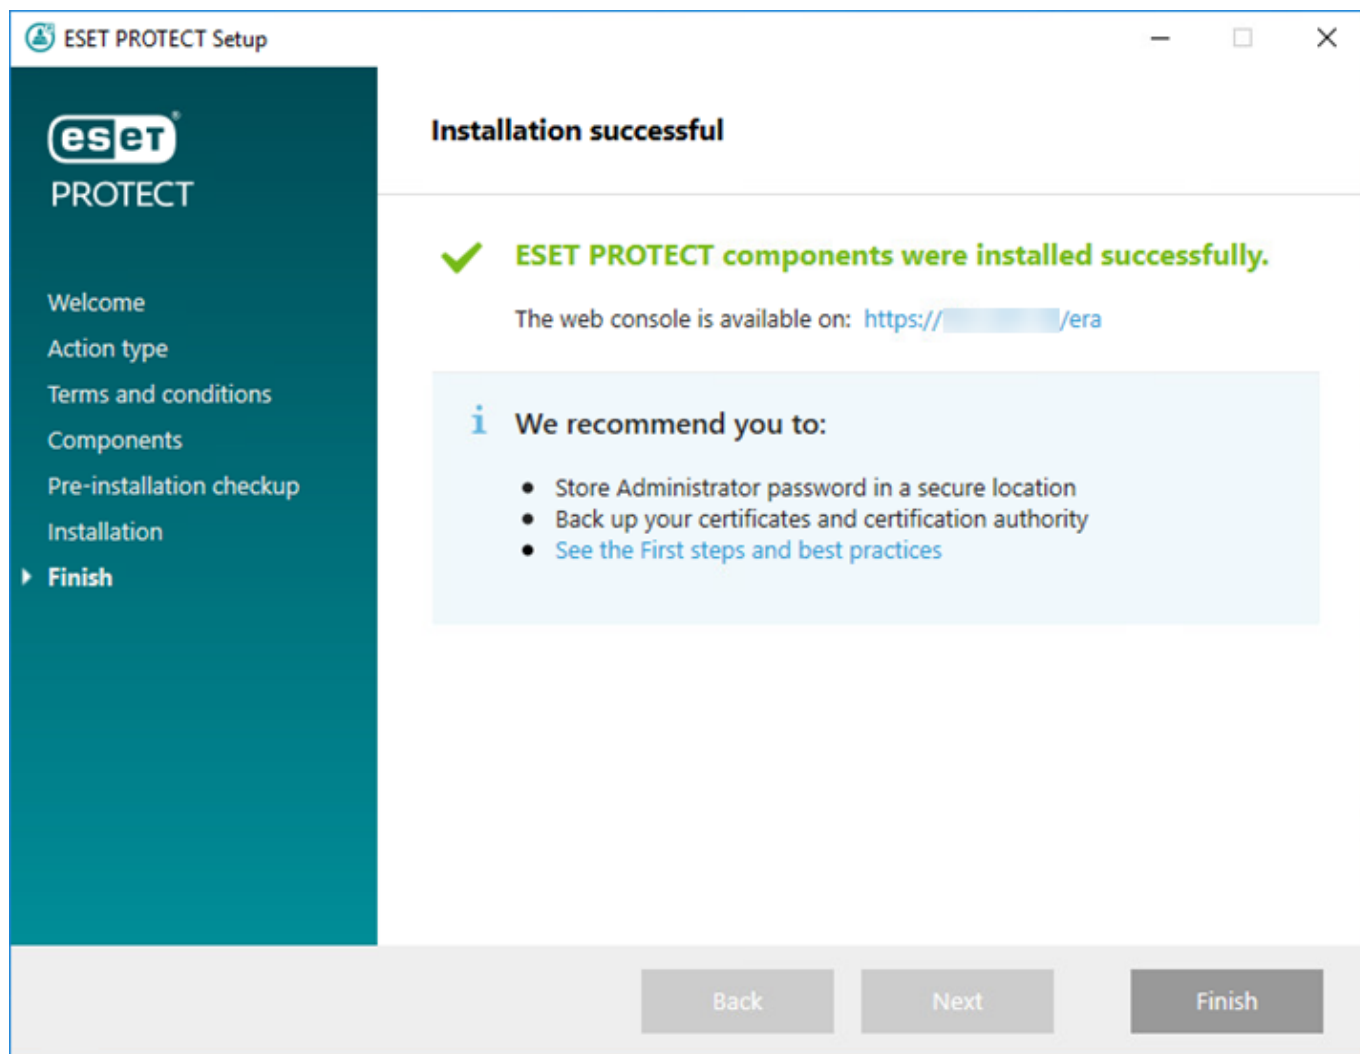 ESET PROTECT Setup
eset®
PROTECT
Welcome
Action type
Terms and conditions
Components
Pre-installation checkup
Installation
Finish
Installation successful
ESET PROTECT components were installed successfully.
The web console is available on: https:// /era
i We recommend you to:
• Store Administrator password in a secure location
• Back up your certificates and certification authority
• See the First steps and best practices
Back
Next
Finish